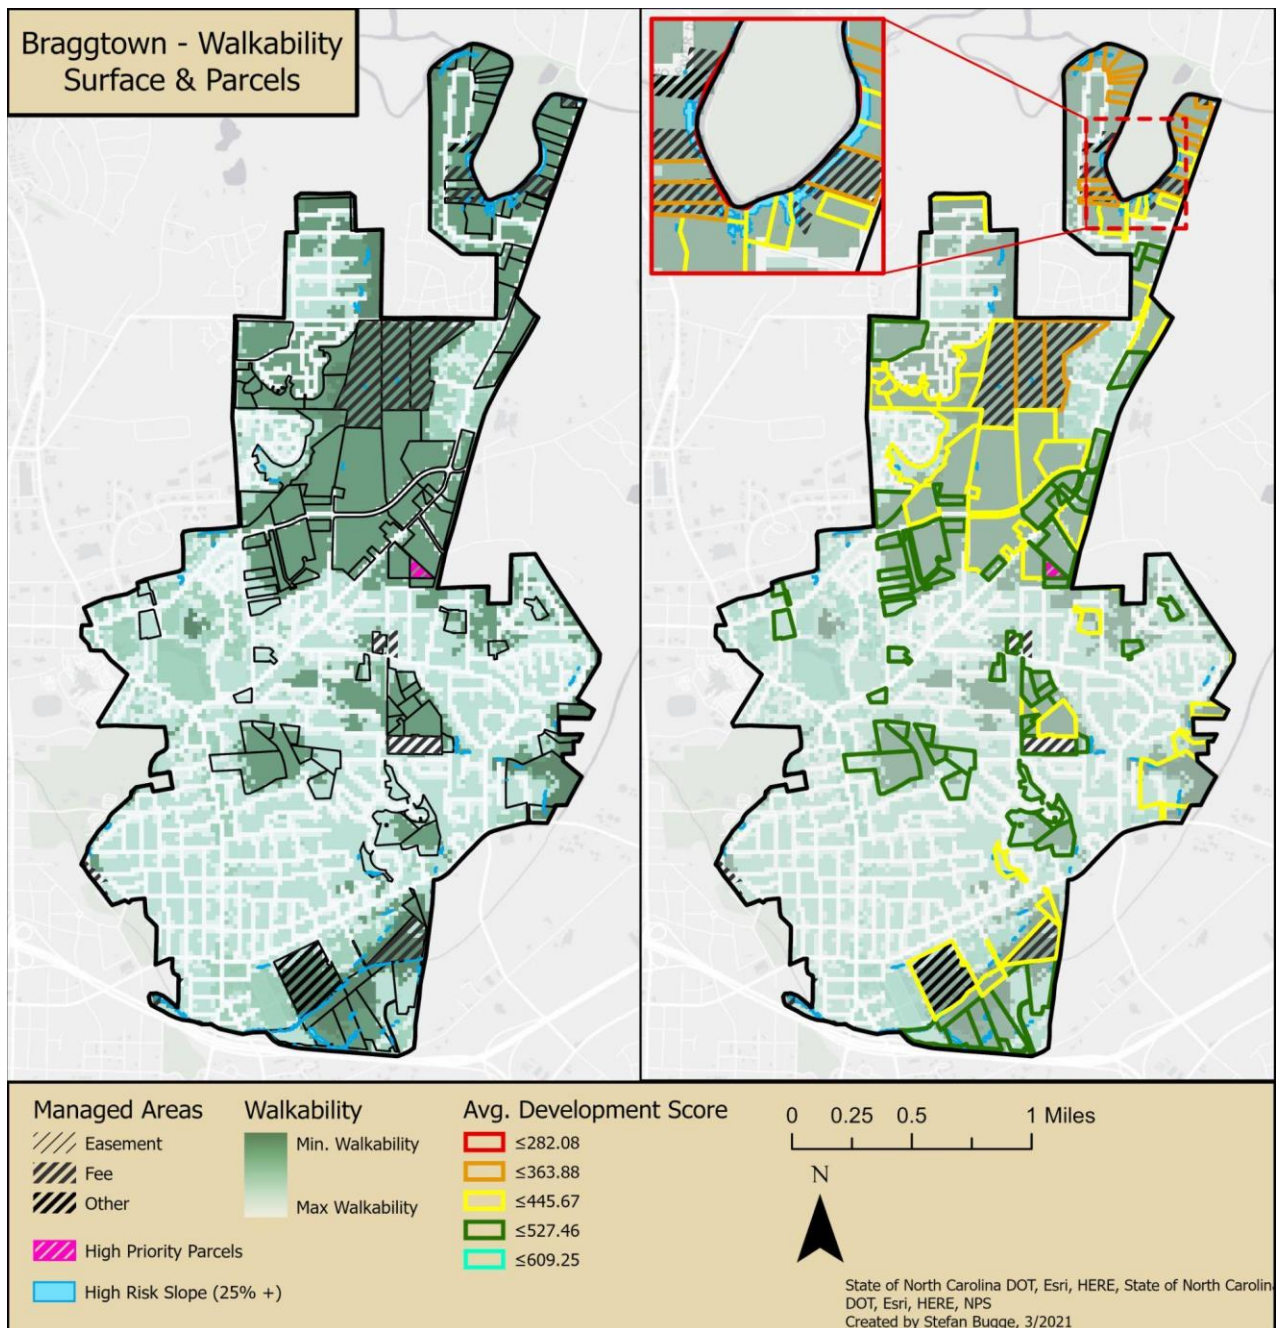 Braggtown - Walkability
Surface & Parcels
Managed Areas
Easement
Fee
Other
High Priority Parcels
High Risk Slope (25% +)
Walkability
Min. Walkability
Max Walkability
Avg. Development Score
≤282.08
≤363.88
≤445.67
≤527.46
≤609.25
0 0.25 0.5 1 Miles
N
State of North Carolina DOT, Esri, HERE, State of North Carolina
DOT, Esri, HERE, NPS
Created by Stefan Bugge, 3/2021